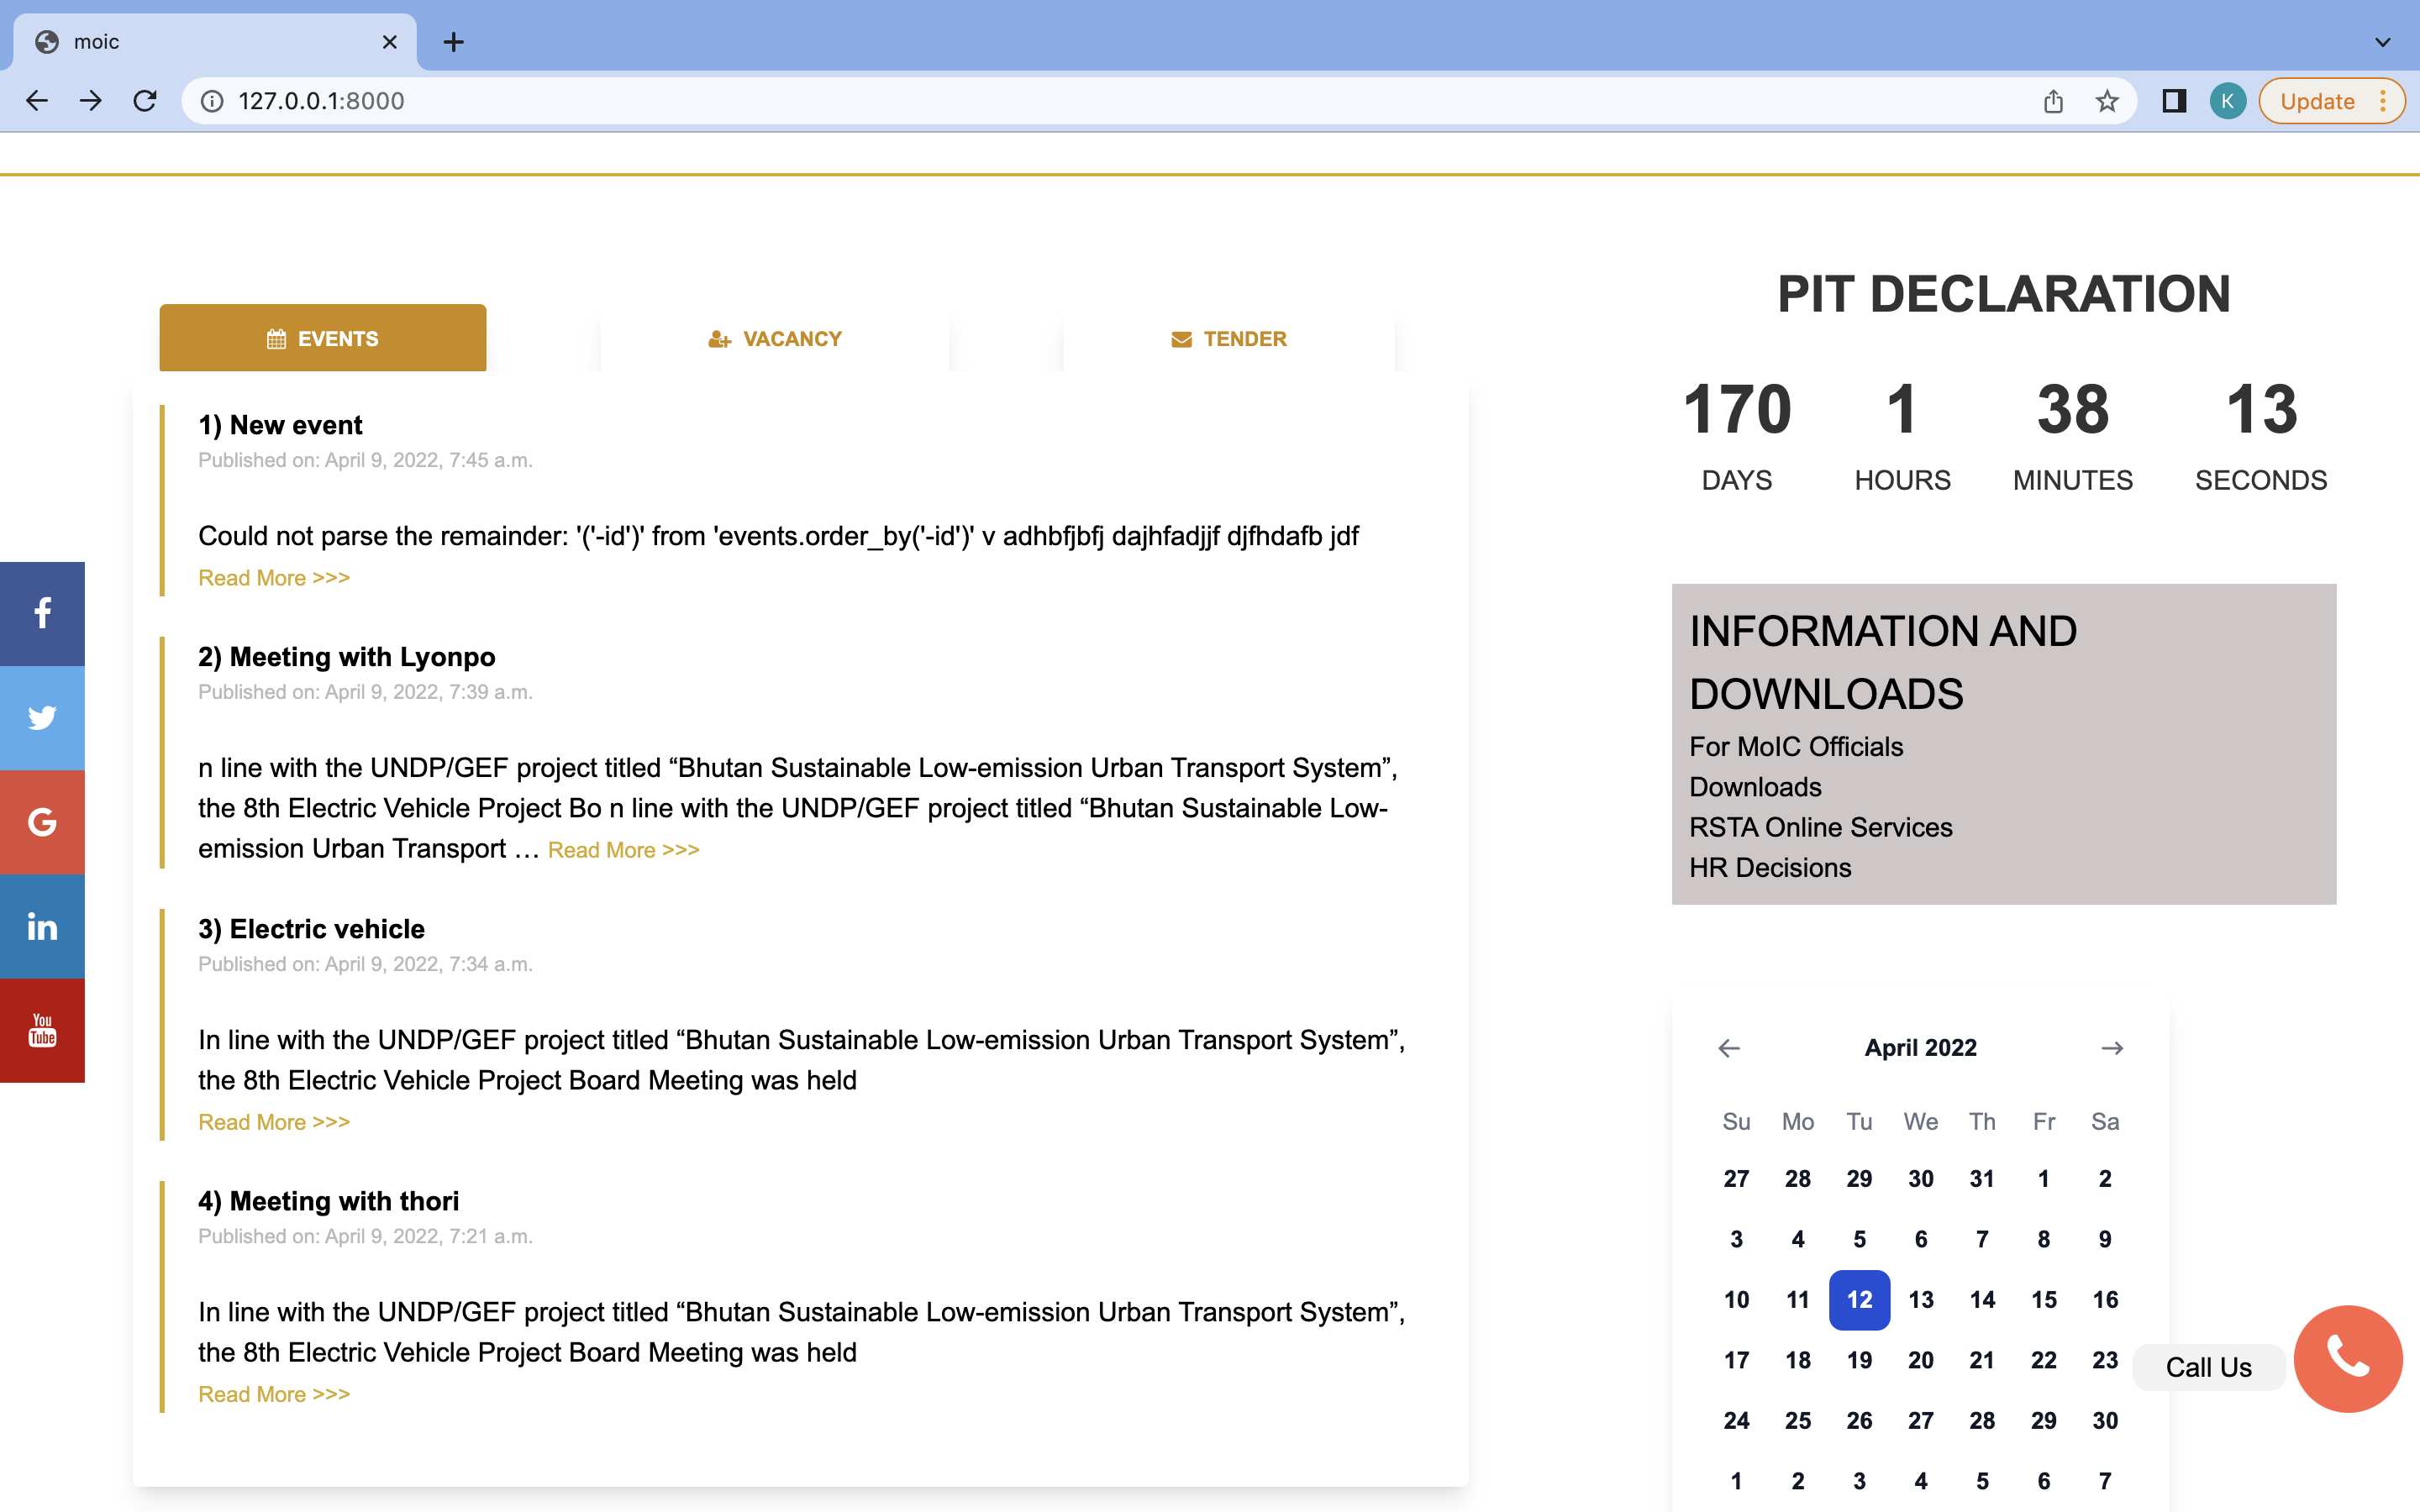 moic
127.0.0.1:8000
K
Update
EVENTS
VACANCY
TENDER
1) New event
Published on: April 9, 2022, 7:45 a.m.
Could not parse the remainder: '('-id')' from 'events.order_by('-id')' v adhbfjbfj dajhfadjjf djfhdafb jdf
Read More >>>
2) Meeting with Lyonpo
Published on: April 9, 2022, 7:39 a.m.
n line with the UNDP/GEF project titled “Bhutan Sustainable Low-emission Urban Transport System”,
the 8th Electric Vehicle Project Bo n line with the UNDP/GEF project titled “Bhutan Sustainable Low-
emission Urban Transport … Read More >>>
3) Electric vehicle
Published on: April 9, 2022, 7:34 a.m.
In line with the UNDP/GEF project titled “Bhutan Sustainable Low-emission Urban Transport System”,
the 8th Electric Vehicle Project Board Meeting was held
Read More >>>
4) Meeting with thori
Published on: April 9, 2022, 7:21 a.m.
In line with the UNDP/GEF project titled “Bhutan Sustainable Low-emission Urban Transport System”,
the 8th Electric Vehicle Project Board Meeting was held
Read More >>>
f
G
in
You
Tube
PIT DECLARATION
170 1 38 13
DAYS HOURS MINUTES SECONDS
INFORMATION AND
DOWNLOADS
For MoIC Officials
Downloads
RSTA Online Services
HR Decisions
April 2022
Su Mo Tu We Th Fr Sa
27 28 29 30 31 1 2
3 4 5 6 7 8 9
10 11 12 13 14 15 16
17 18 19 20 21 22 23
24 25 26 27 28 29 30
1 2 3 4 5 6 7
Call Us